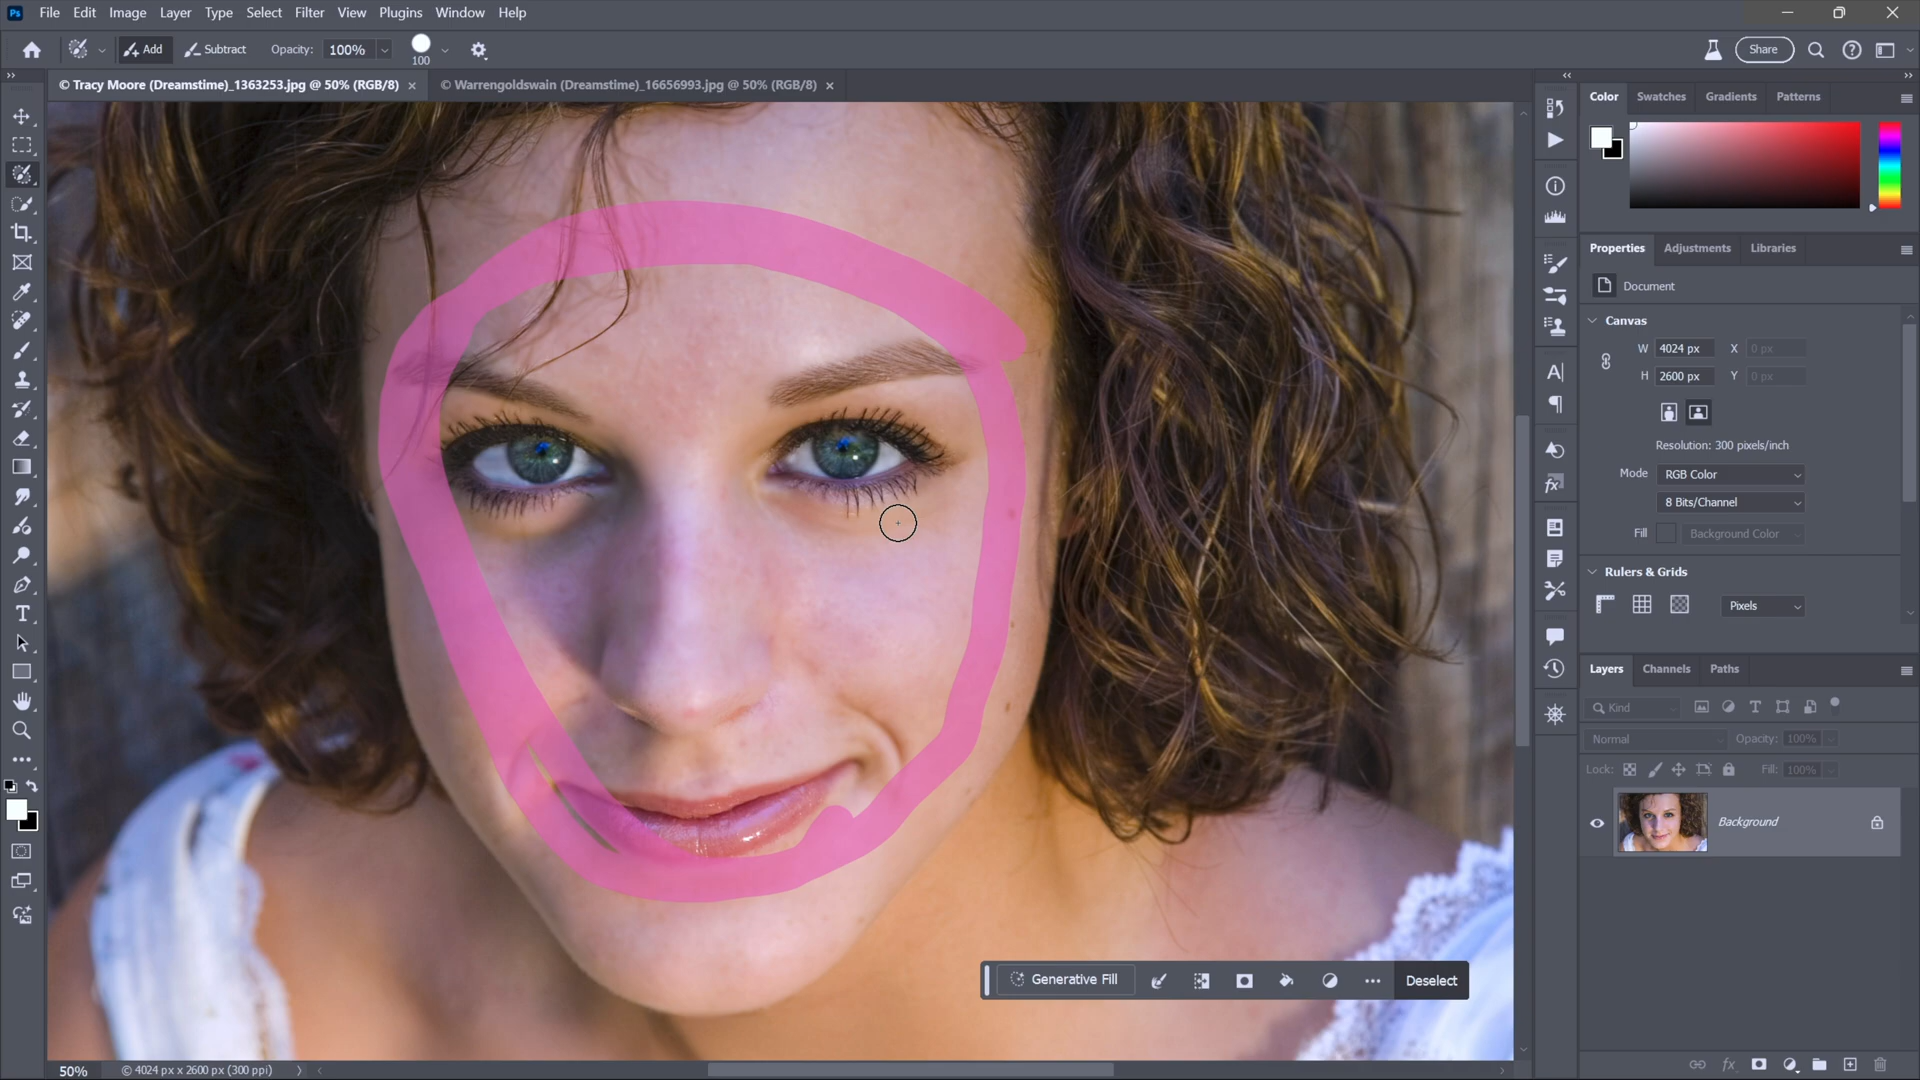 Ps File Edit Image Layer Type Select Filter View Plugins Window Help
Add Subtract Opacity: 100% 100 Share
© Tracy Moore (Dreamstime)_1363253.jpg @ 50% (RGB/8) × © Warrengoldswain (Dreamstime)_16656993.jpg @ 50% (RGB/8) ×
Color Swatches Gradients Patterns
Properties Adjustments Libraries
Document
Canvas
W 4024 px X 0 px
H 2600 px Y 0 px
Resolution: 300 pixels/inch
Mode RGB Color
8 Bits/Channel
Fill Background Color
Rulers & Grids
Pixels
Layers Channels Paths
Kind
Normal Opacity: 100%
Lock: Fill: 100%
Background
Generative Fill Deselect
50% © 4024 px x 2600 px (300 ppi)